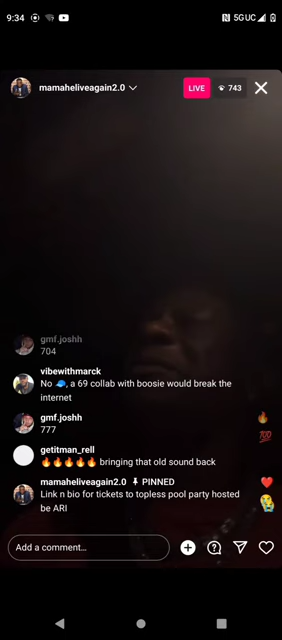 9:34
5GUC
mamaheliveagain2.0
LIVE
743
gmf.joshh
704
vibewithmarck
No 🧢, a 69 collab with boosie would break the
internet
gmf.joshh
777
getitman_rell
🔥🔥🔥🔥🔥 bringing that old sound back
mamaheliveagain2.0 📌 PINNED
Link n bio for tickets to topless pool party hosted
be ARI
Add a comment...